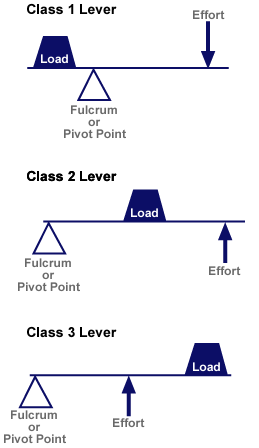 Class 1 Lever
Effort
Load
Fulcrum
or
Pivot Point
Class 2 Lever
Load
Fulcrum
or
Pivot Point
Effort
Class 3 Lever
Load
Fulcrum
or
Pivot Point
Effort